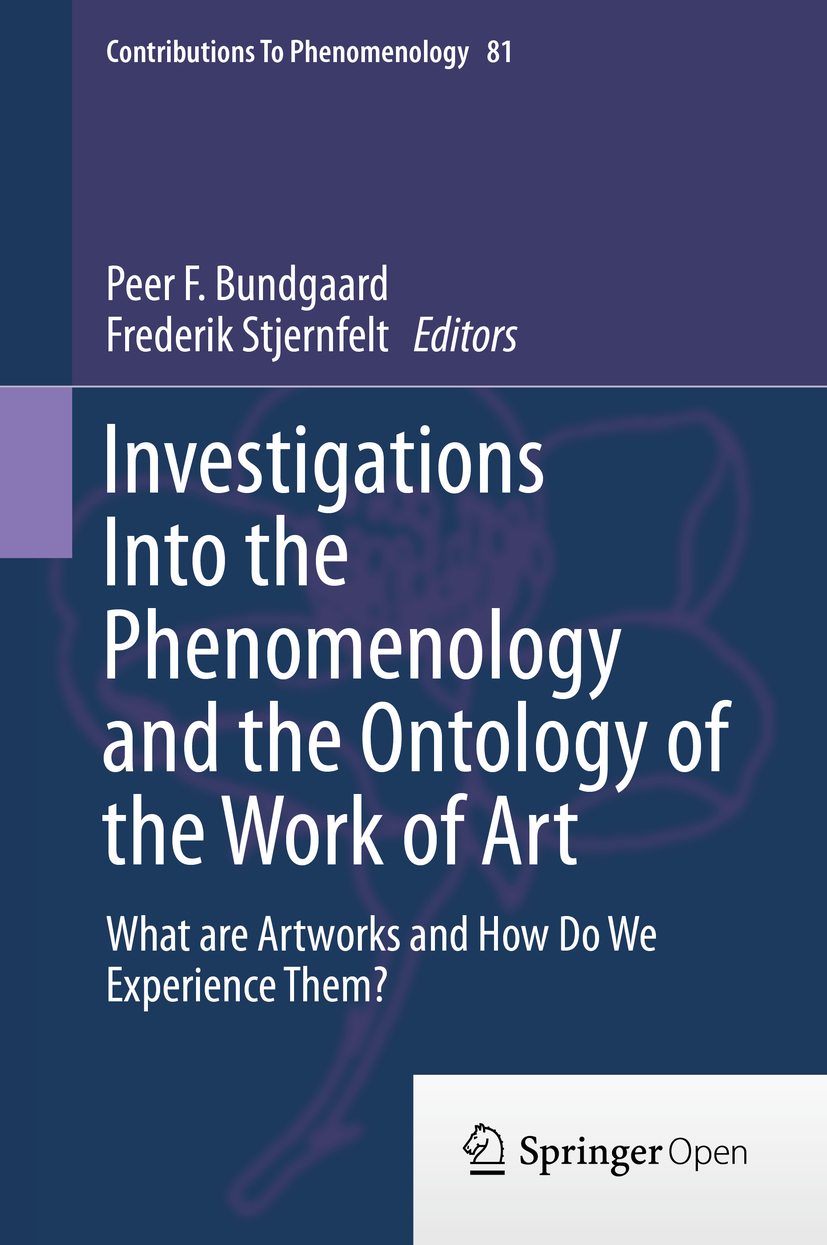 Contributions To Phenomenology 81
Peer F. Bundgaard
Frederik Stjernfelt Editors
Investigations
Into the
Phenomenology
and the Ontology of
the Work of Art
What are Artworks and How Do We
Experience Them?
Springer Open